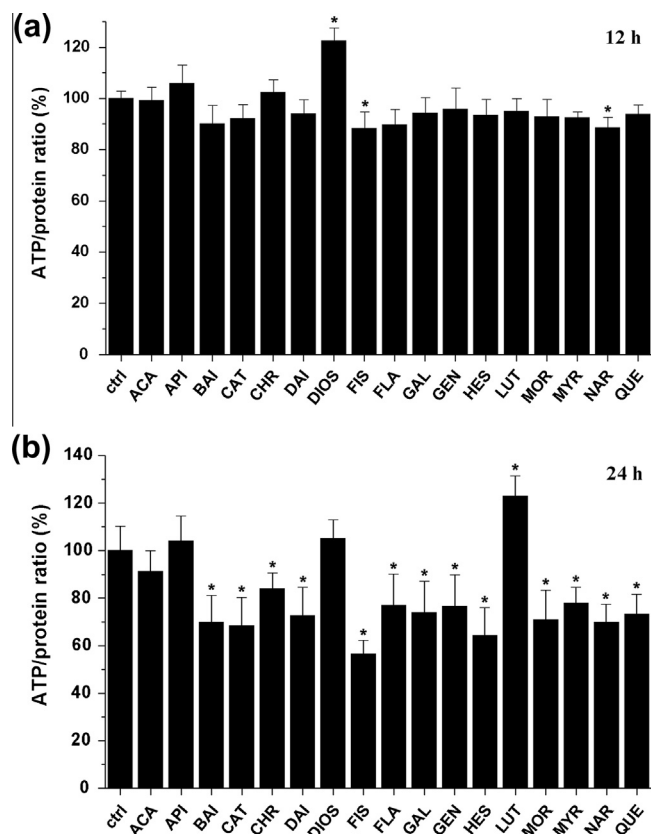 (a)
12 h
ATP/protein ratio (%)
120
100
80
60
40
20
0
*
*
*
ctrl ACA API BAI CAT CHR DAI DIOS FIS FLA GAL GEN HES LUT MOR MYR NAR QUE
(b)
24 h
ATP/protein ratio (%)
140
120
100
80
60
40
20
0
* * * * * * * * * * * * * *
ctrl ACA API BAI CAT CHR DAI DIOS FIS FLA GAL GEN HES LUT MOR MYR NAR QUE